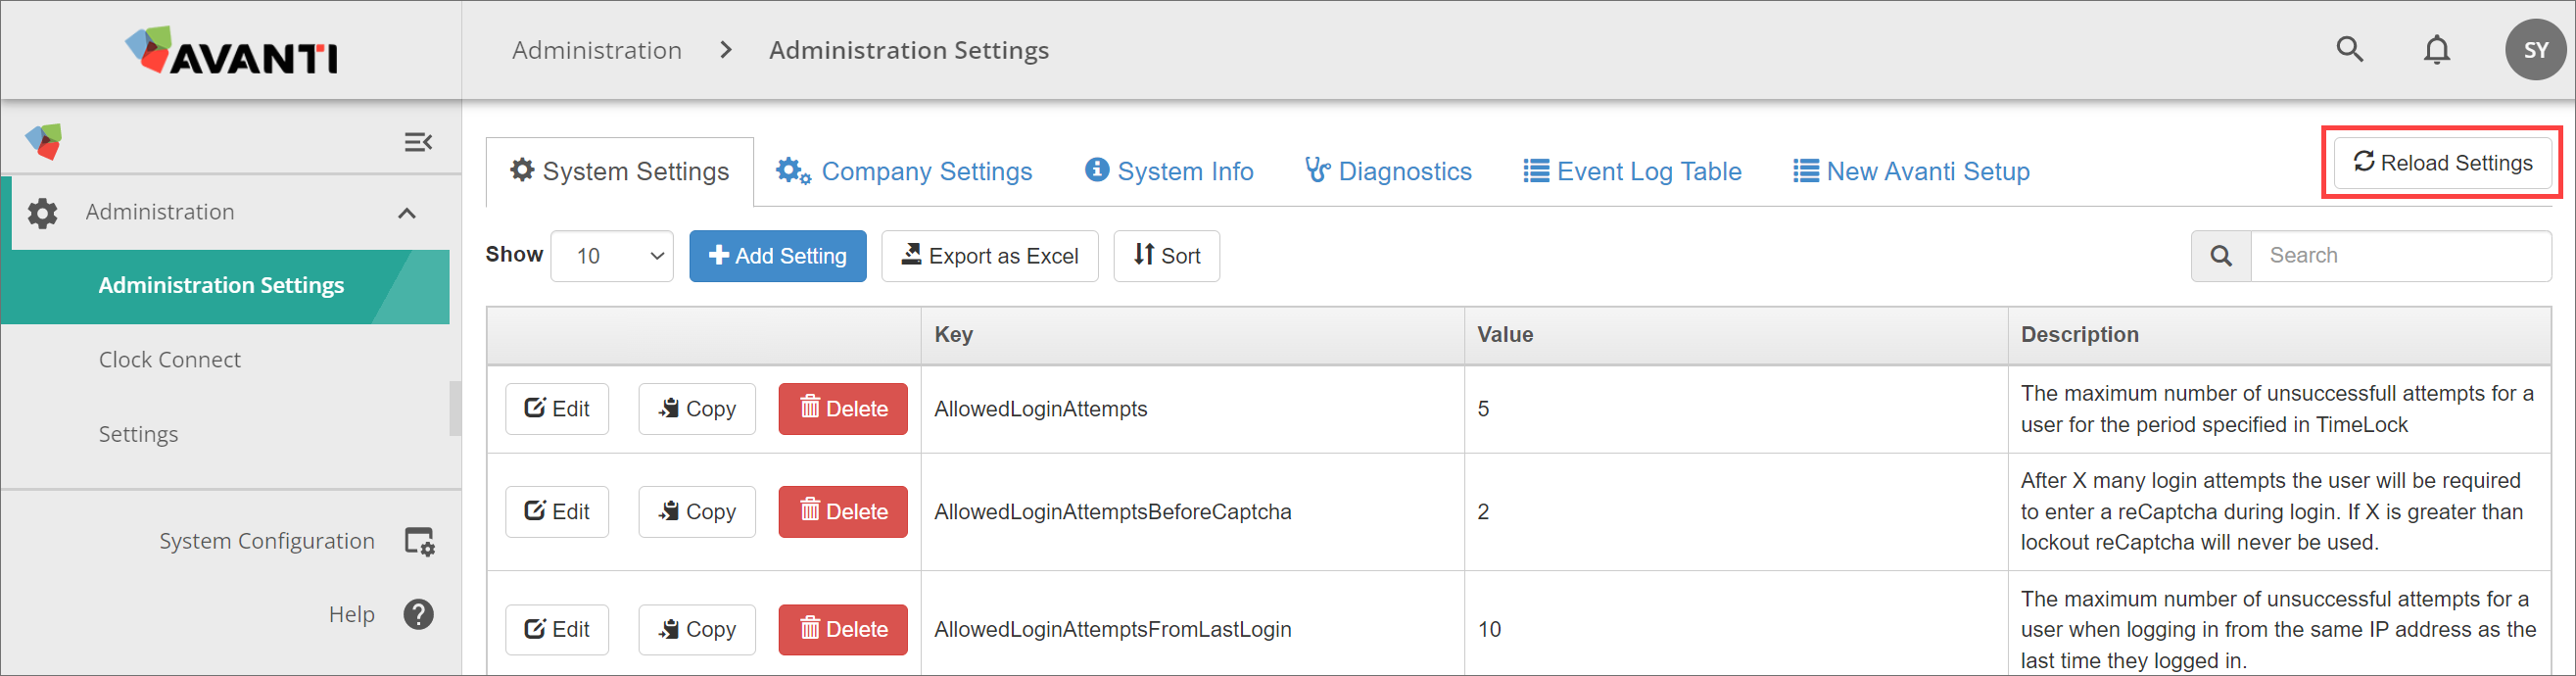 AVANTI
Administration > Administration Settings
SY
Administration
Administration Settings
Clock Connect
Settings
System Configuration
Help
System Settings Company Settings System Info Diagnostics Event Log Table New Avanti Setup
Reload Settings
Show 10 Add Setting Export as Excel Sort Search
Key Value Description
Edit Copy Delete AllowedLoginAttempts 5
The maximum number of unsuccessfull attempts for a
user for the period specified in TimeLock
Edit Copy Delete AllowedLoginAttemptsBeforeCaptcha 2
After X many login attempts the user will be required
to enter a reCaptcha during login. If X is greater than
lockout reCaptcha will never be used.
Edit Copy Delete AllowedLoginAttemptsFromLastLogin 10
The maximum number of unsuccessful attempts for a
user when logging in from the same IP address as the
last time they logged in.